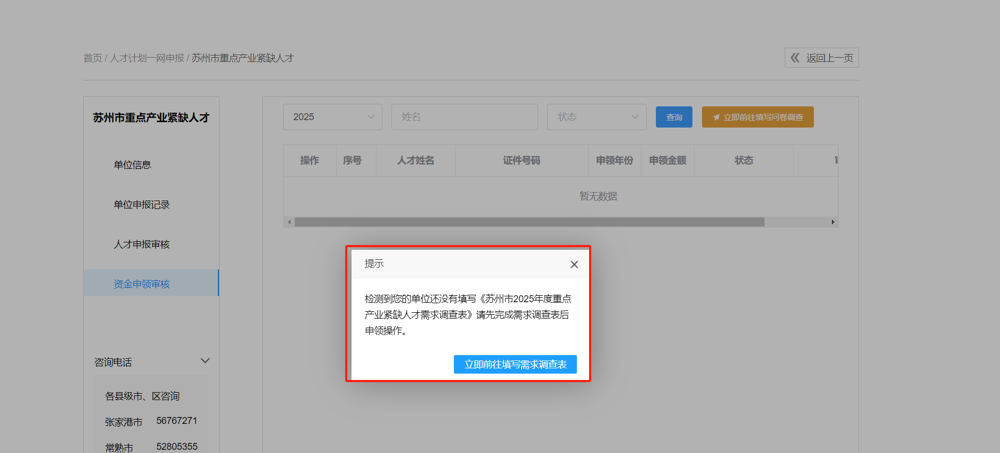 首页 / 人才计划一网申报 / 苏州市重点产业紧缺人才
返回上一页
苏州市重点产业紧缺人才
单位信息
单位申报记录
人才申报审核
资金申领审核
咨询电话
各县级市、区咨询
张家港市 56767271
常熟市 52805355
2025 姓名 状态 查询 立即前往填写问卷调查
操作 序号 人才姓名 证件号码 申领年份 申领金额 状态
暂无数据
提示
检测到您的单位还没有填写《苏州市2025年度重点
产业紧缺人才需求调查表》请先完成需求调查表后
申领操作。
立即前往填写需求调查表